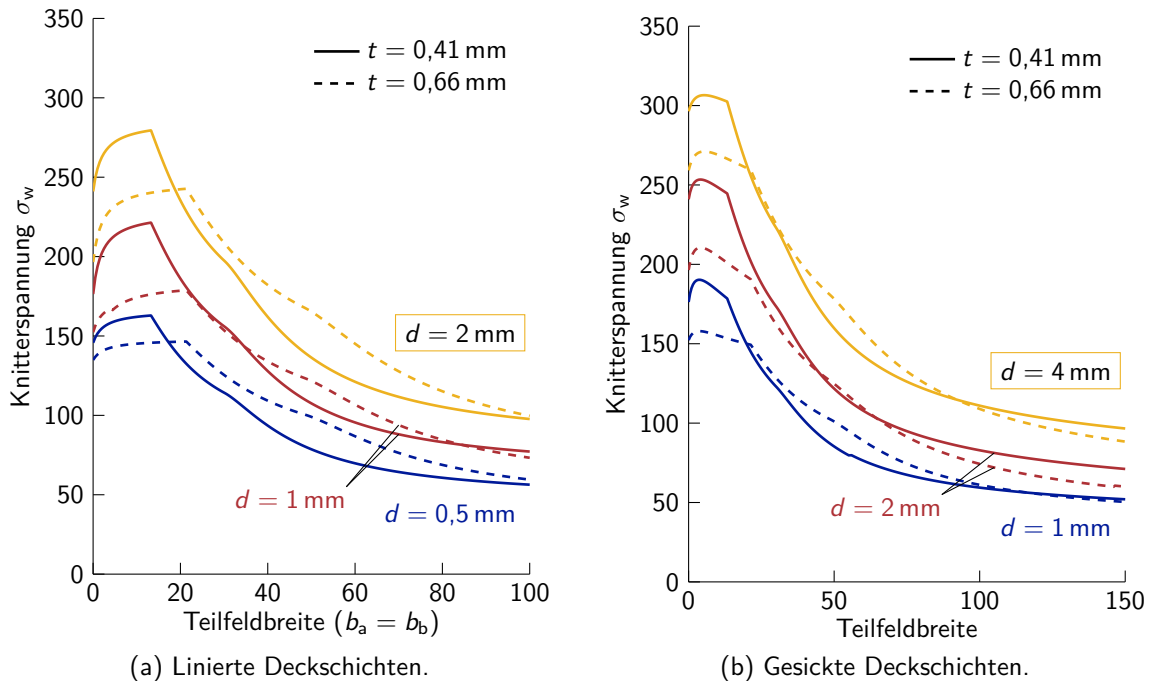 350
300
250
200
150
100
50
0
Knitterspannung σw
t = 0,41 mm
t = 0,66 mm
d = 2 mm
d = 1 mm
d = 0,5 mm
0 20 40 60 80 100
Teilfeldbreite (ba = bb)
(a) Linierte Deckschichten.
350
300
250
200
150
100
50
0
Knitterspannung σw
t = 0,41 mm
t = 0,66 mm
d = 4 mm
d = 2 mm
d = 1 mm
0 50 100 150
Teilfeldbreite
(b) Gesickte Deckschichten.